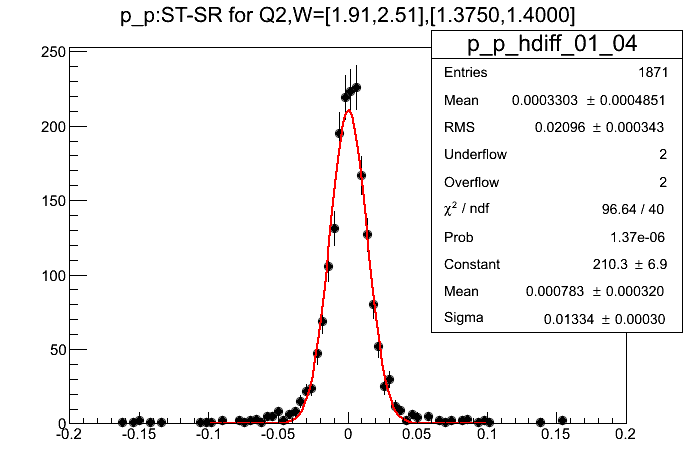 p_p:ST-SR for Q2,W=[1.91,2.51],[1.3750,1.4000]
p_p_hdiff_01_04
Entries 1871
Mean 0.0003303 ± 0.0004851
RMS 0.02096 ± 0.000343
Underflow 2
Overflow 2
χ² / ndf 96.64 / 40
Prob 1.37e-06
Constant 210.3 ± 6.9
Mean 0.000783 ± 0.000320
Sigma 0.01334 ± 0.00030
250
200
150
100
50
0
-0.2 -0.15 -0.1 -0.05 0 0.05 0.1 0.15 0.2